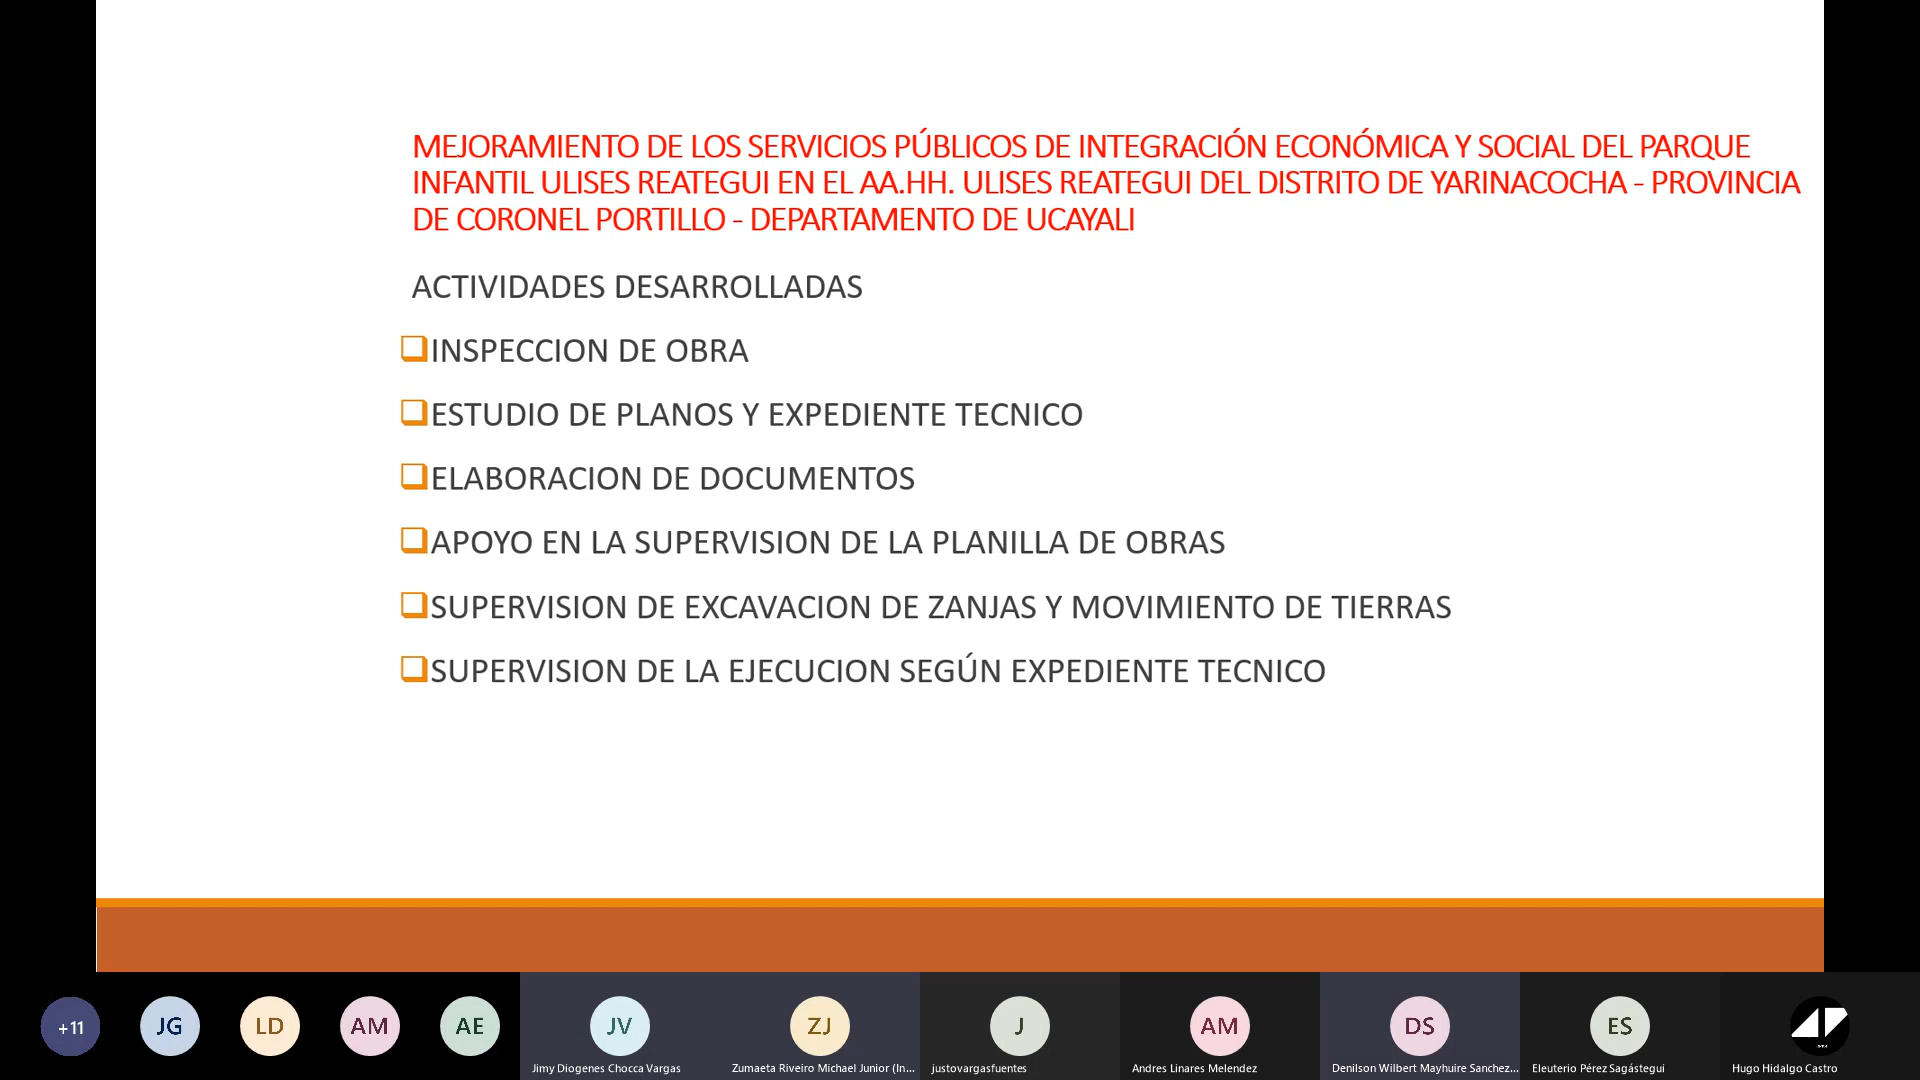 MEJORAMIENTO DE LOS SERVICIOS PÚBLICOS DE INTEGRACIÓN ECONÓMICA Y SOCIAL DEL PARQUE
INFANTIL ULISES REATEGUI EN EL AA.HH. ULISES REATEGUI DEL DISTRITO DE YARINACOCHA - PROVINCIA
DE CORONEL PORTILLO - DEPARTAMENTO DE UCAYALI
ACTIVIDADES DESARROLLADAS
INSPECCION DE OBRA
ESTUDIO DE PLANOS Y EXPEDIENTE TECNICO
ELABORACION DE DOCUMENTOS
APOYO EN LA SUPERVISION DE LA PLANILLA DE OBRAS
SUPERVISION DE EXCAVACION DE ZANJAS Y MOVIMIENTO DE TIERRAS
SUPERVISION DE LA EJECUCION SEGÚN EXPEDIENTE TECNICO
+11 JG LD AM AE JV ZJ J AM DS ES
Jimy Diogenes Chocca Vargas Zumaeta Riveiro Michael Junior (In... justovargasfuentes Andres Linares Melendez Denilson Wilbert Mayhuire Sanchez... Eleuterio Pérez Sagástegui Hugo Hidalgo Castro